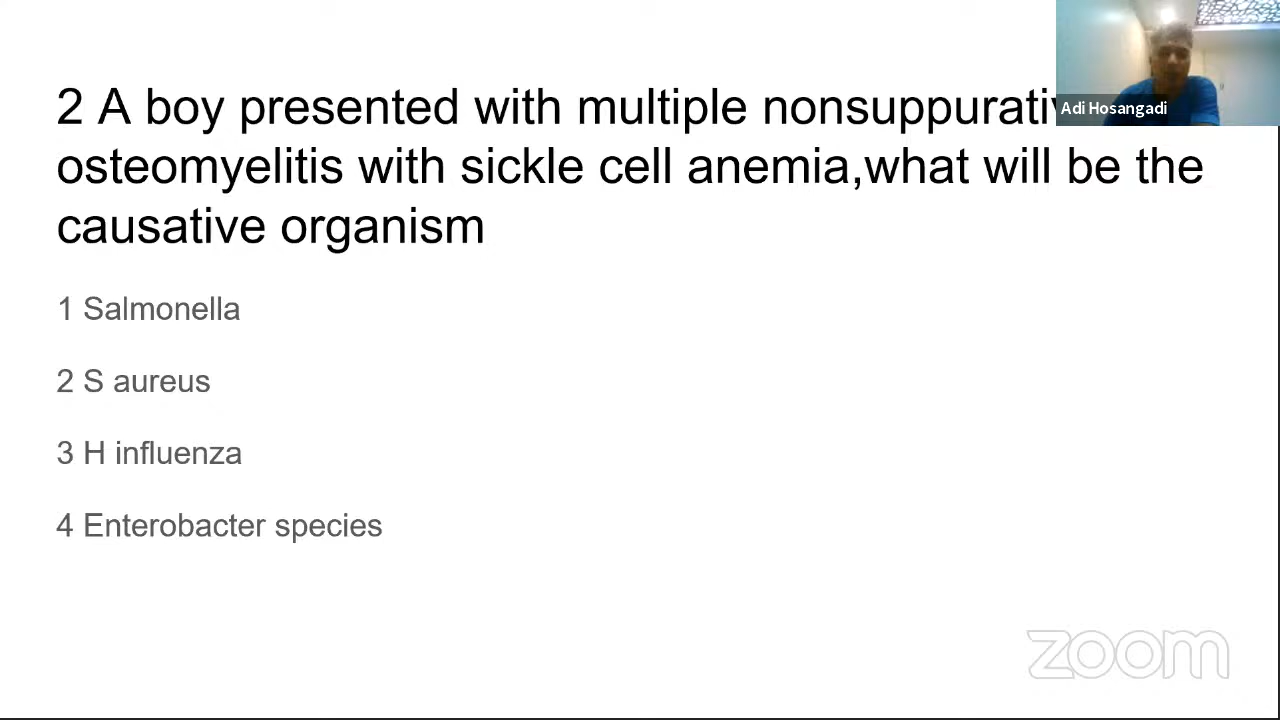 2 A boy presented with multiple
Adi Hosangadi
osteomyelitis with sickle cell anemia,what will be the
causative organism
1 Salmonella
2 S aureus
3 H influenza
4 Enterobacter species
zoom